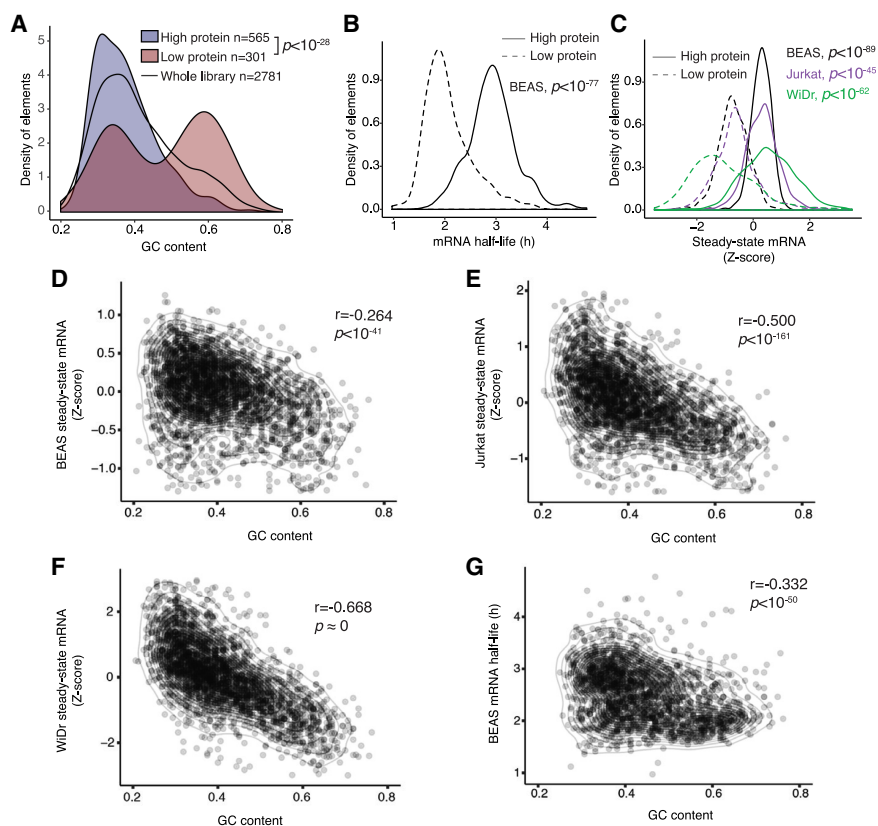 A
High protein n=565
Low protein n=301
p<10-28
Whole library n=2781
Density of elements
5
4
3
2
1
0
0.2 0.4 0.6 0.8
GC content
B
High protein
Low protein
BEAS, p<10-77
Density of elements
0.9
0.6
0.3
0.0
1 2 3 4
mRNA half-life (h)
C
High protein
Low protein
BEAS, p<10-89
Jurkat, p<10-45
WiDr, p<10-62
Density of elements
0.9
0.6
0.3
0.0
−2 0 2
Steady-state mRNA
(Z-score)
D
r=-0.264
p<10-41
BEAS steady-state mRNA
(Z-score)
1.0
0.5
0.0
−0.5
−1.0
0.2 0.4 0.6 0.8
GC content
E
r=-0.500
p<10-161
Jurkat steady-state mRNA
(Z-score)
2
1
0
−1
0.2 0.4 0.6 0.8
GC content
F
r=-0.668
p ≈ 0
WiDr steady-state mRNA
(Z-score)
2
0
−2
0.2 0.4 0.6 0.8
GC content
G
r=-0.332
p<10-50
BEAS mRNA half-life (h)
4
3
2
1
0.2 0.4 0.6 0.8
GC content